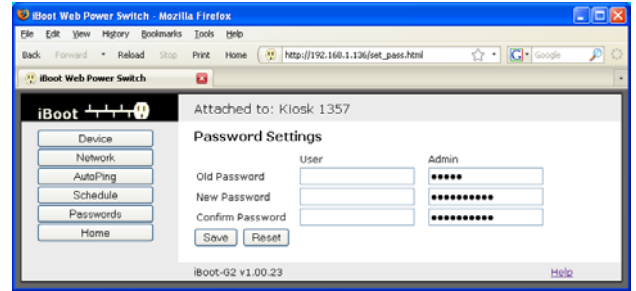 iBoot Web Power Switch - Mozilla Firefox
File Edit View History Bookmarks Tools Help
Back Forward Reload Stop Print Home http://192.168.1.136/set_pass.html Google
iBoot Web Power Switch
iBoot
Attached to: Kiosk 1357
Device
Network
AutoPing
Schedule
Passwords
Home
Password Settings
User Admin
Old Password •••••
New Password ••••••••••
Confirm Password ••••••••••
Save Reset
iBoot-G2 v1.00.23 Help